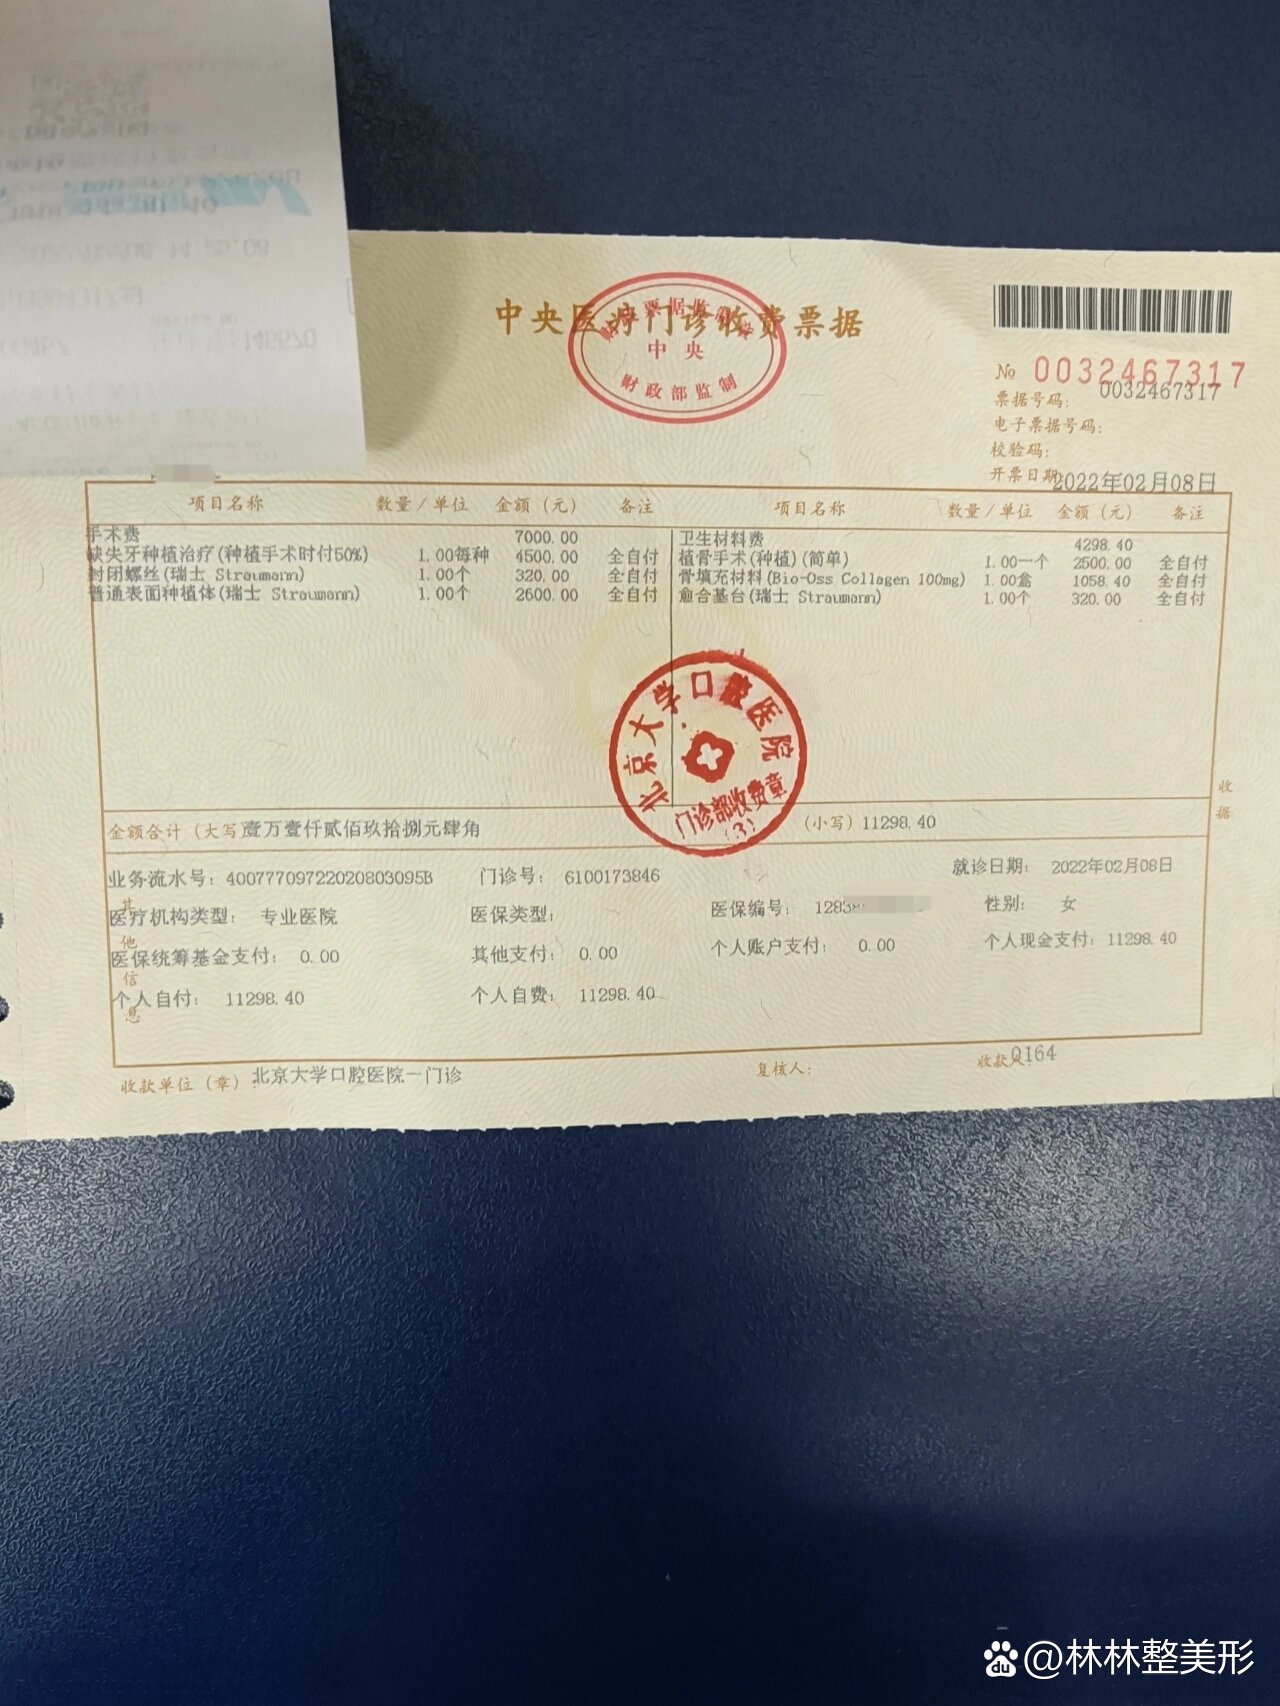 中央医疗门诊收费票据
中央
财政部监制
№ 0032467317
票据号码: 0032467317
电子票据号码:
校验码:
开票日期 2022年02月08日
项目名称 数量/单位 金额(元) 备注 项目名称 数量/单位 金额(元) 备注
手术费 7000.00 卫生材料费 4298.40
缺失牙种植治疗(种植手术时付50%) 1.00每种 4500.00 全自付 植骨手术(种植)(简单) 1.00一个 2500.00 全自付
封闭螺丝(瑞士 Straumann) 1.00个 320.00 全自付 骨填充材料(Bio-Oss Collagen 100mg) 1.00盒 1058.40 全自付
普通表面种植体(瑞士 Straumann) 1.00个 2600.00 全自付 愈合基台(瑞士 Straumann) 1.00个 320.00 全自付
北京大学口腔医院
门诊部收费章
(3)
收据
金额合计(大写)壹万壹仟贰佰玖拾捌元肆角 (小写)11298.40
业务流水号: 40077709722020803095B 门诊号: 6100173846 就诊日期: 2022年02月08日
医疗机构类型: 专业医院 医保类型: 医保编号: 1283 性别: 女
医保统筹基金支付: 0.00 其他支付: 0.00 个人账户支付: 0.00 个人现金支付: 11298.40
个人自付: 11298.40 个人自费: 11298.40
其他信息
收款单位(章): 北京大学口腔医院一门诊 复核人: 收款人: 0164
@林林整美形